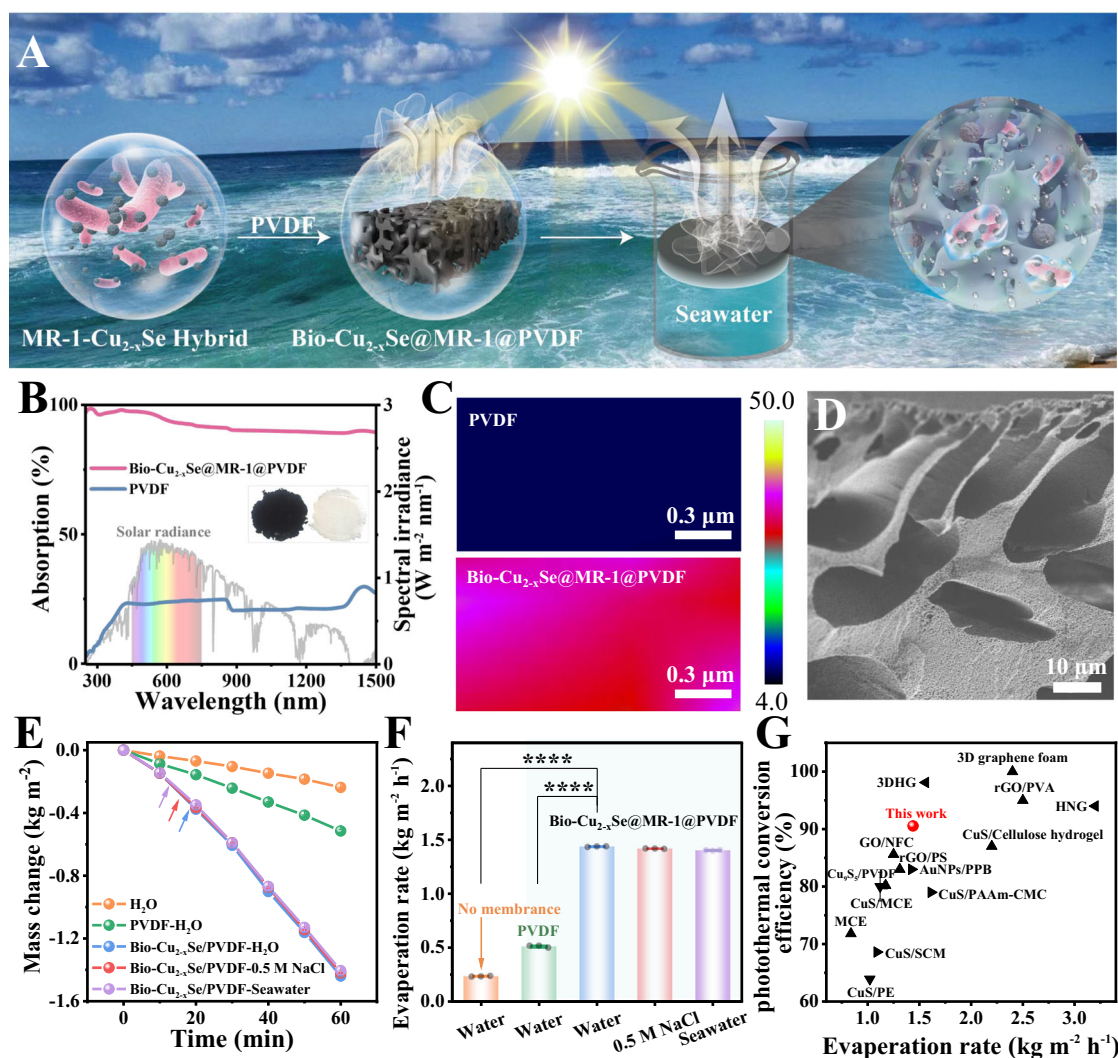 A
PVDF
MR-1-Cu2-xSe Hybrid
Bio-Cu2-xSe@MR-1@PVDF
Seawater
B
Absorption (%)
100
50
0
Bio-Cu2-xSe@MR-1@PVDF
PVDF
Solar radiance
3
2
1
0
Spectral irradiance
(W m-2 nm-1)
300
600
900
1200
1500
Wavelength (nm)
C
PVDF
0.3 μm
Bio-Cu2-xSe@MR-1@PVDF
0.3 μm
50.0
4.0
D
10 μm
E
Mass change (kg m-2)
0.0
-0.4
-0.8
-1.2
-1.6
H2O
PVDF-H2O
Bio-Cu2-xSe/PVDF-H2O
Bio-Cu2-xSe/PVDF-0.5 M NaCl
Bio-Cu2-xSe/PVDF-Seawater
0
20
40
60
Time (min)
F
Evaperation rate (kg m-2 h-1)
2.0
1.5
1.0
0.5
0.0
****
****
Bio-Cu2-xSe@MR-1@PVDF
No membrance
PVDF
Water
Water
Water
0.5 M NaCl
Seawater
G
photothermal conversion
efficiency (%)
100
90
80
70
60
3D graphene foam
3DHG
rGO/PVA
HNG
This work
CuS/Cellulose hydrogel
GO/NFC
rGO/PS
AuNPs/PPB
Cu9S5/PVDF
CuS/PAAm-CMC
CuS/MCE
MCE
CuS/SCM
CuS/PE
1.0
1.5
2.0
2.5
3.0
Evaperation rate (kg m-2 h-1)